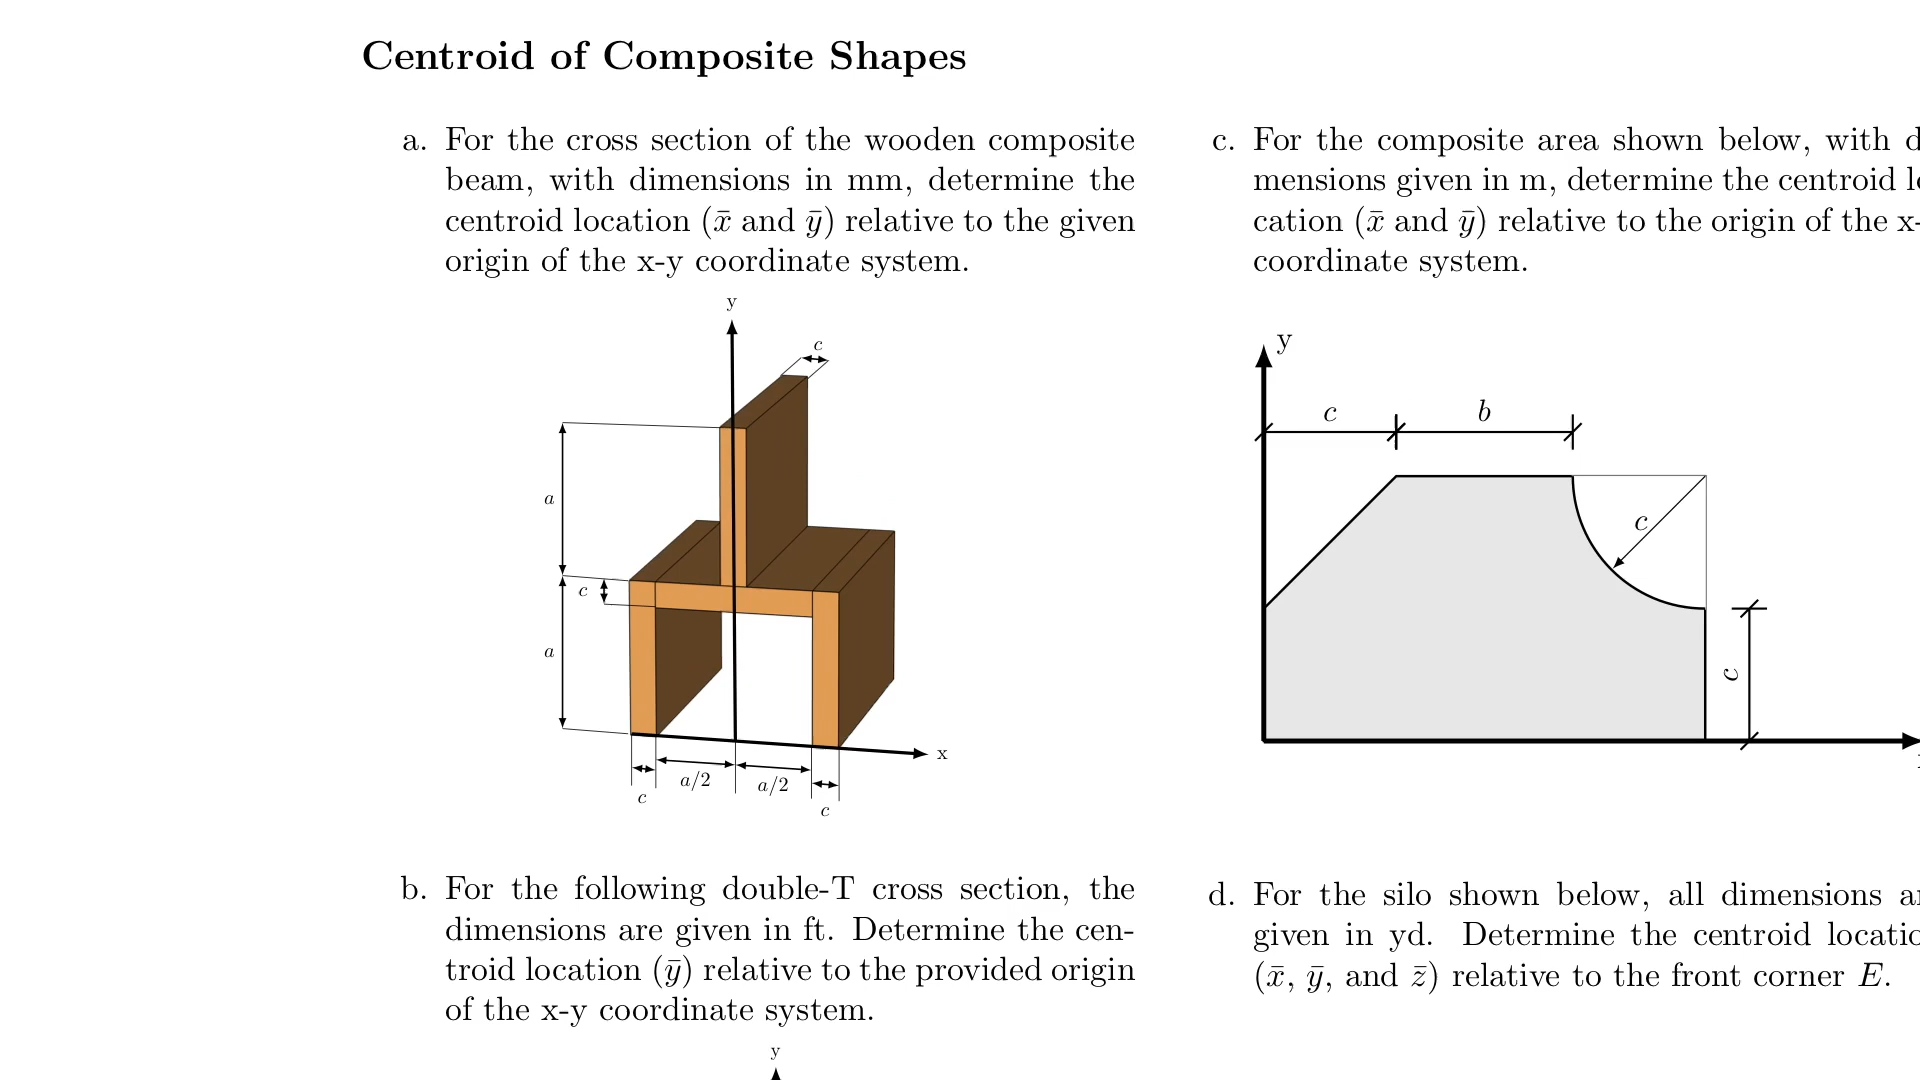 Centroid of Composite Shapes
a. For the cross section of the wooden composite
beam, with dimensions in mm, determine the
centroid location (x̄ and ȳ) relative to the given
origin of the x-y coordinate system.
y
c
a
c
a
x
a/2
a/2
c
c
b. For the following double-T cross section, the
dimensions are given in ft. Determine the cen-
troid location (ȳ) relative to the provided origin
of the x-y coordinate system.
y
c. For the composite area shown below, with d
mensions given in m, determine the centroid l
cation (x̄ and ȳ) relative to the origin of the x-
coordinate system.
y
c
b
c
c
d. For the silo shown below, all dimensions a
given in yd. Determine the centroid locati
(x̄, ȳ, and z̄) relative to the front corner E.